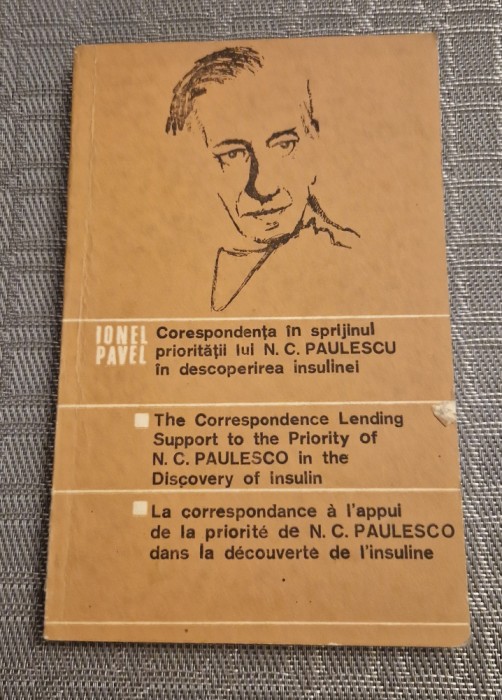 IONEL
PAVEL
Corespondența în sprijinul
priorității lui N. C. PAULESCU
în descoperirea insulinei
The Correspondence Lending
Support to the Priority of
N. C. PAULESCO in the
Discovery of insulin
La correspondance à l'appui
de la priorité de N. C. PAULESCO
dans la découverte de l'insuline